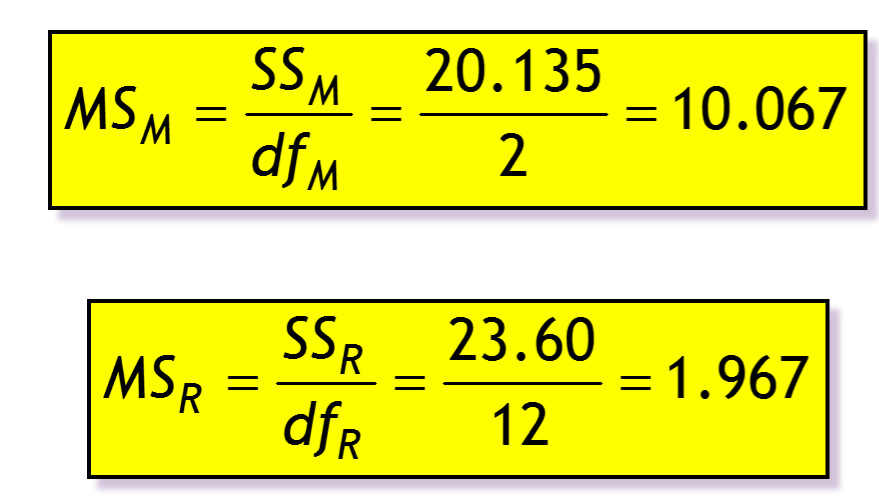 MS_M = SS_M / df_M = 20.135 / 2 = 10.067
MS_R = SS_R / df_R = 23.60 / 12 = 1.967